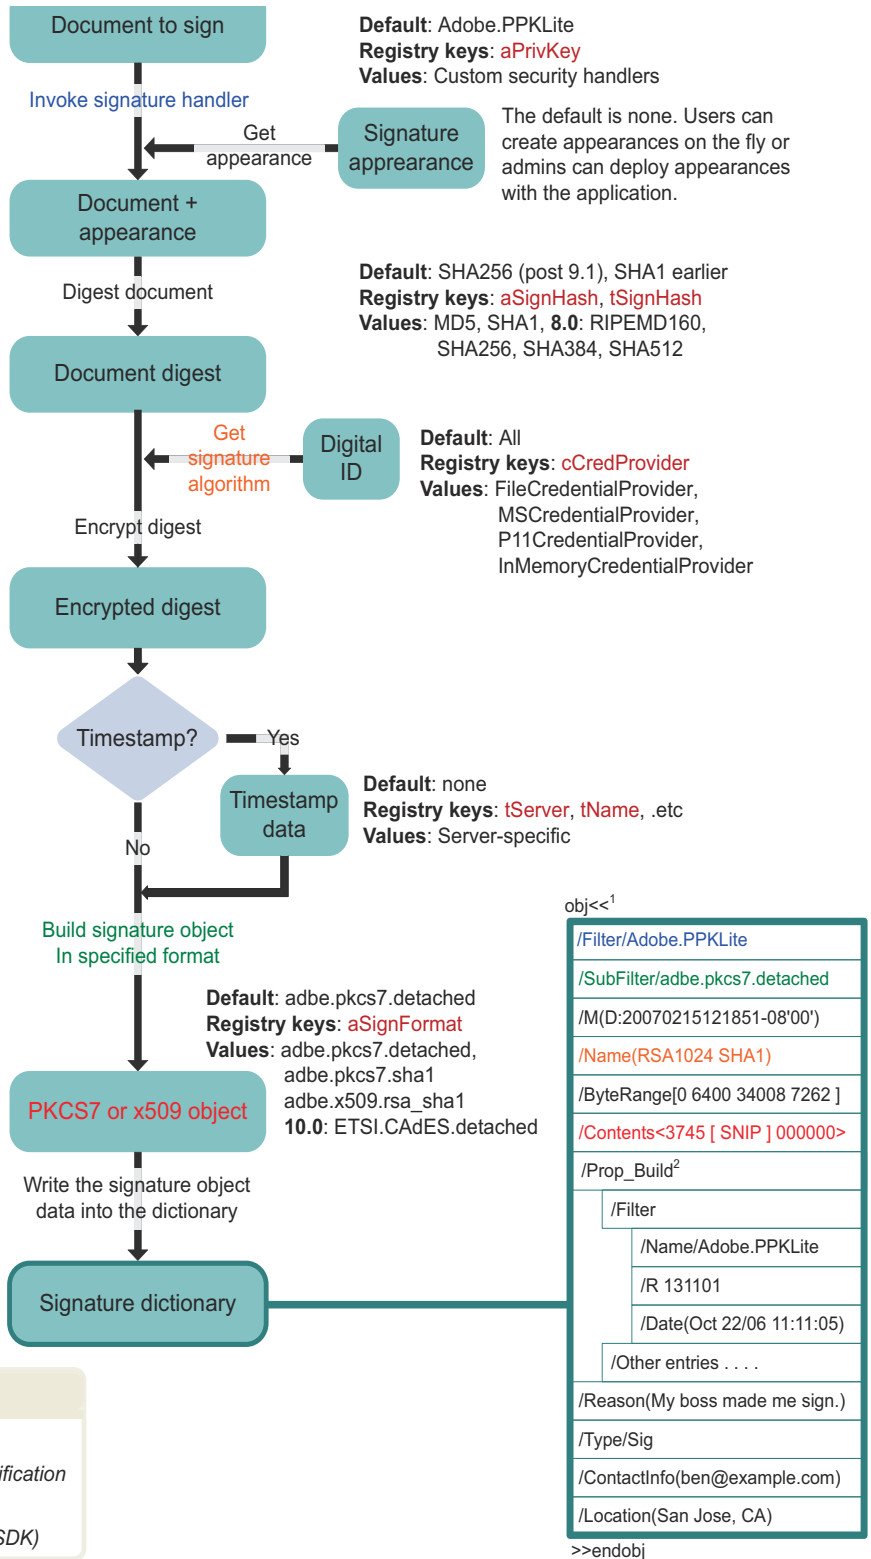 Document to sign
Default: Adobe.PPKLite
Registry keys: aPrivKey
Values: Custom security handlers
Invoke signature handler
Get
appearance
Signature
apprearance
The default is none. Users can
create appearances on the fly or
admins can deploy appearances
with the application.
Document +
appearance
Digest document
Default: SHA256 (post 9.1), SHA1 earlier
Registry keys: aSignHash, tSignHash
Values: MD5, SHA1, 8.0: RIPEMD160,
SHA256, SHA384, SHA512
Document digest
Get
signature
algorithm
Digital
ID
Default: All
Registry keys: cCredProvider
Values: FileCredentialProvider,
MSCredentialProvider,
P11CredentialProvider,
InMemoryCredentialProvider
Encrypt digest
Encrypted digest
Timestamp?
Yes
Timestamp
data
Default: none
Registry keys: tServer, tName, .etc
Values: Server-specific
No
Build signature object
In specified format
Default: adbe.pkcs7.detached
Registry keys: aSignFormat
Values: adbe.pkcs7.detached,
adbe.pkcs7.sha1
adbe.x509.rsa_sha1
10.0: ETSI.CAdES.detached
PKCS7 or x509 object
Write the signature object
data into the dictionary
Signature dictionary
obj<<1
/Filter/Adobe.PPKLite
/SubFilter/adbe.pkcs7.detached
/M(D:20070215121851-08'00')
/Name(RSA1024 SHA1)
/ByteRange[0 6400 34008 7262 ]
/Contents<3745 [ SNIP ] 000000>
/Prop_Build2
/Filter
/Name/Adobe.PPKLite
/R 131101
/Date(Oct 22/06 11:11:05)
/Other entries . . . .
/Reason(My boss made me sign.)
/Type/Sig
/ContactInfo(ben@example.com)
/Location(San Jose, CA)
>>endobj
ification
SDK)